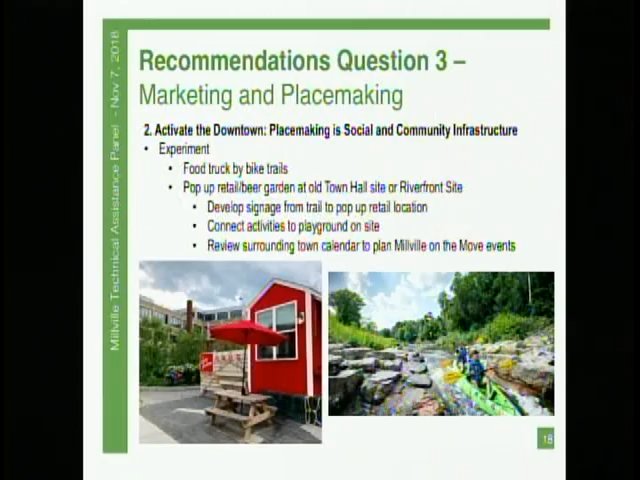 Millville Technical Assistance Panel - Nov 7, 2018
Recommendations Question 3 –
Marketing and Placemaking
2. Activate the Downtown: Placemaking is Social and Community Infrastructure
• Experiment
• Food truck by bike trails
• Pop up retail/beer garden at old Town Hall site or Riverfront Site
• Develop signage from trail to pop up retail location
• Connect activities to playground on site
• Review surrounding town calendar to plan Millville on the Move events
18